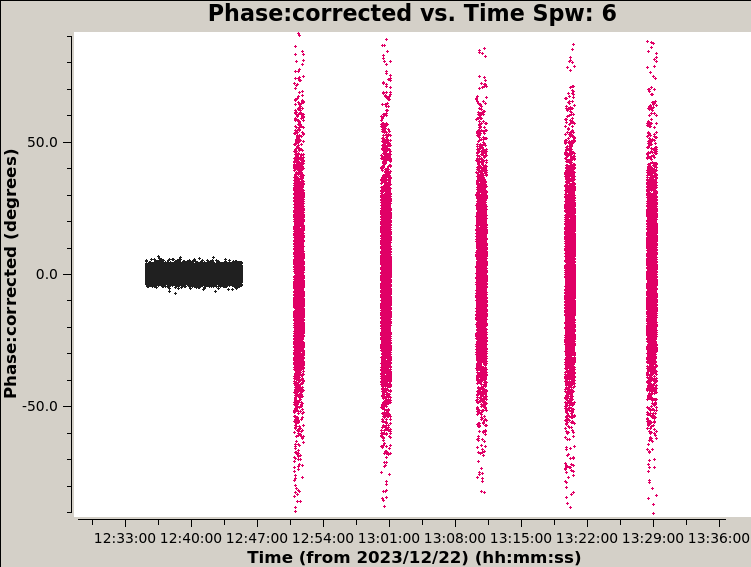 Phase:corrected vs. Time Spw: 6
Phase:corrected (degrees)
50.0
0.0
-50.0
12:33:00 12:40:00 12:47:00 12:54:00 13:01:00 13:08:00 13:15:00 13:22:00 13:29:00 13:36:00
Time (from 2023/12/22) (hh:mm:ss)